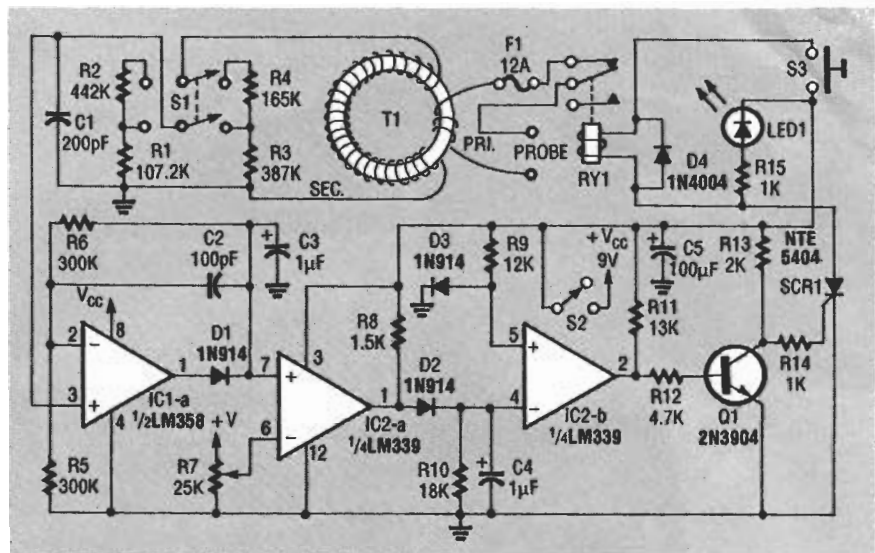 R2
442K
C1
200pF
S1
R1
107.2K
R4
165K
R3
387K
SEC.
T1
PRI.
F1
12A
PROBE
RY1
D4
1N4004
S3
LED1
R15
1K
R6
300K
C2
100pF
C3
1µF
VCC
8
2
−
3
+
4
1
IC1-a
1/2LM358
D1
1N914
R5
300K
R7
25K
+V
7
+
6
−
3
12
1
IC2-a
1/4LM339
R8
1.5K
D3
1N914
D2
1N914
R9
12K
+VCC
9V
S2
R10
18K
C4
1µF
5
+
4
−
2
IC2-b
1/4LM339
C5
100µF
R11
13K
R12
4.7K
R13
2K
NTE
5404
SCR1
R14
1K
Q1
2N3904